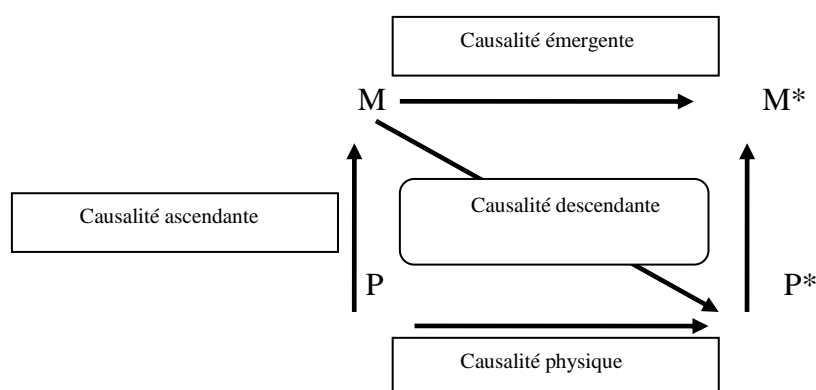 Causalité émergente
M M*
Causalité ascendante
Causalité descendante
P P*
Causalité physique